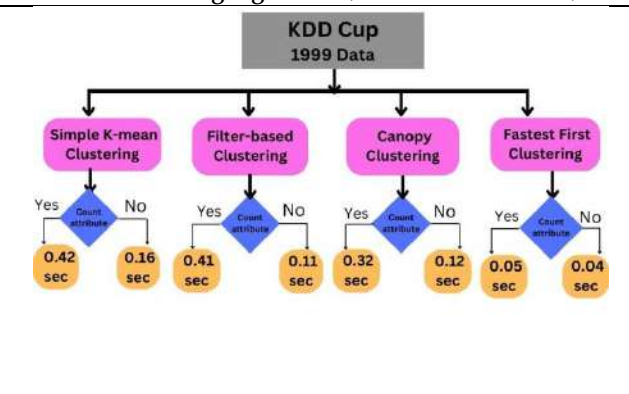 KDD Cup
1999 Data
Simple K-mean
Clustering
Filter-based
Clustering
Canopy
Clustering
Fastest First
Clustering
Yes
Count
attribute
No
Yes
Count
attribute
No
Yes
Count
attribute
No
Yes
Count
attribute
No
0.42
sec
0.16
sec
0.41
sec
0.11
sec
0.32
sec
0.12
sec
0.05
sec
0.04
sec